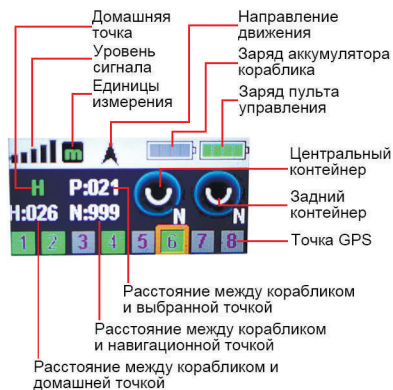 Домашняя
точка
Уровень
сигнала
Единицы
измерения
Направление
движения
Заряд аккумулятора
кораблика
Заряд пульта
управления
m
H P:021
H:026 N:999
N N
1 2 3 4 5 6 7 8
Центральный
контейнер
Задний
контейнер
Точка GPS
Расстояние между корабликом
и выбранной точкой
Расстояние между корабликом
и навигационной точкой
Расстояние между корабликом и
домашней точкой